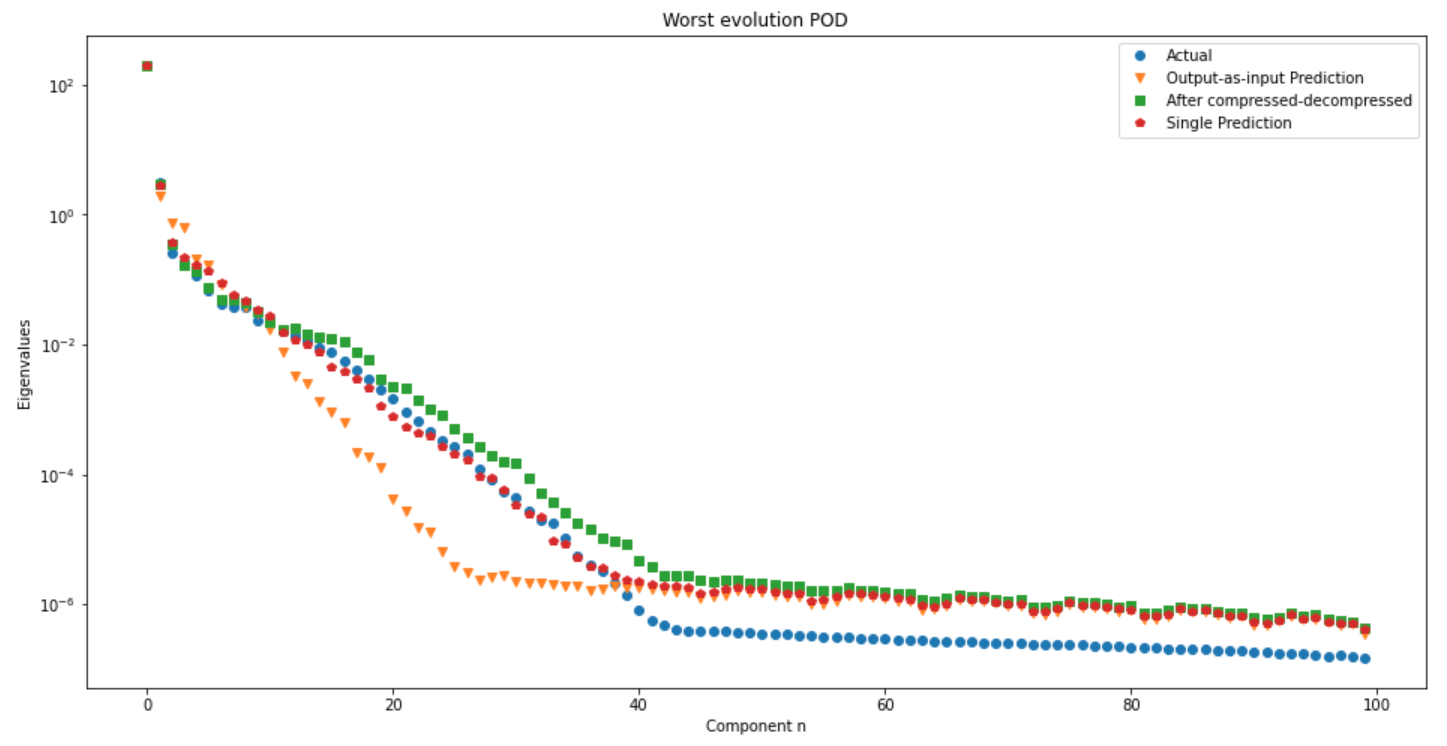 Worst evolution POD
Actual
Output-as-input Prediction
After compressed-decompressed
Single Prediction
Eigenvalues
10²
10⁰
10⁻²
10⁻⁴
10⁻⁶
0 20 40 60 80 100
Component n